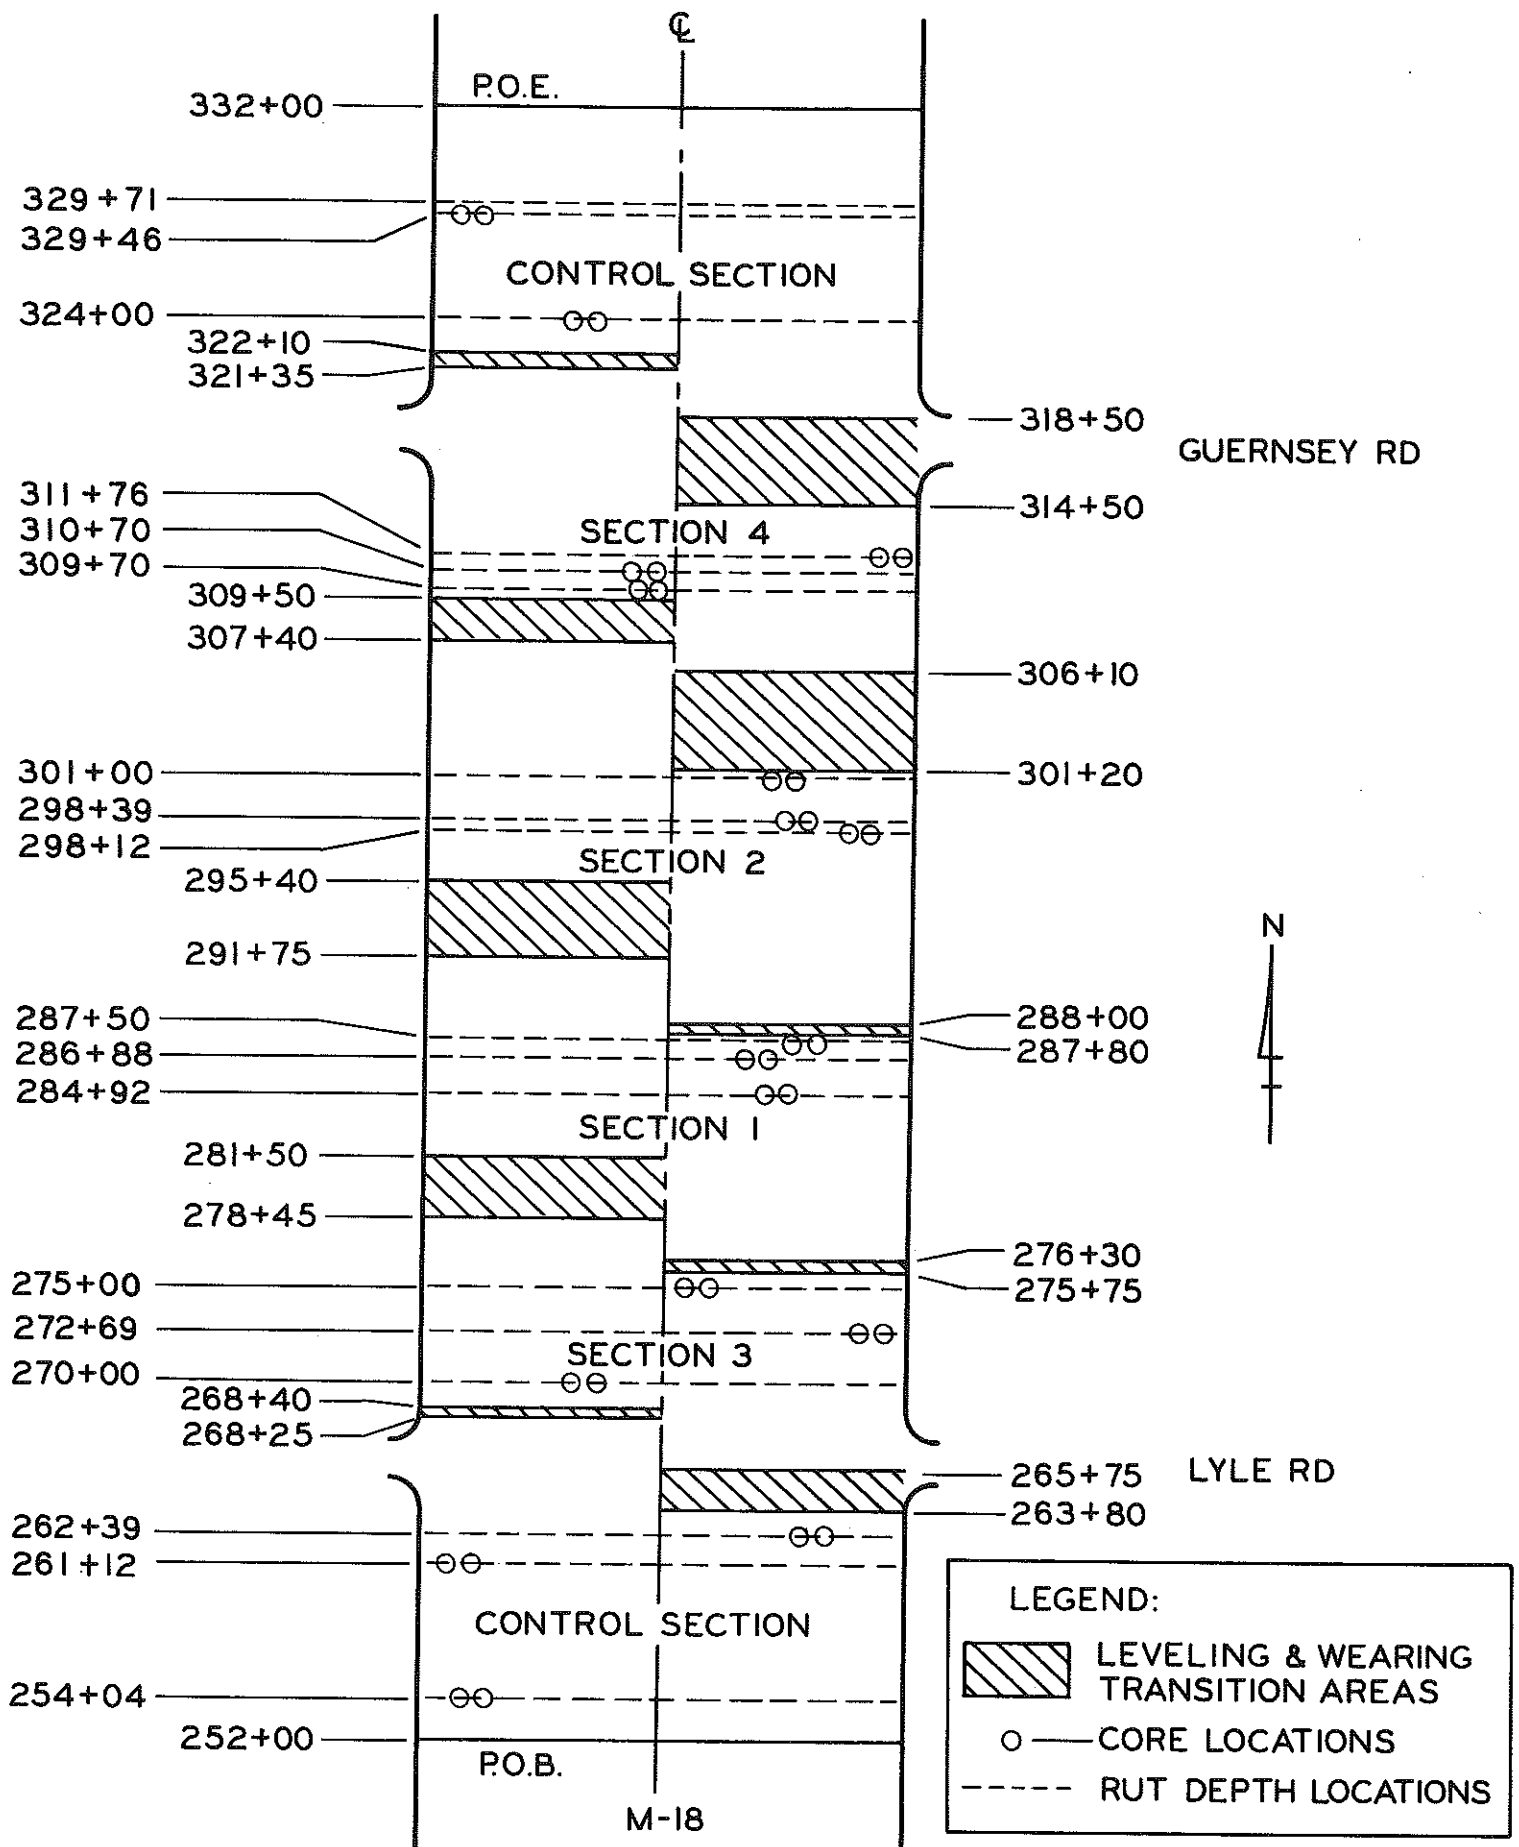 ℄
P.O.E.
332+00
329+71
329+46
CONTROL SECTION
324+00
322+10
321+35
318+50
GUERNSEY RD
311+76
314+50
310+70
SECTION 4
309+70
309+50
307+40
306+10
301+00
301+20
298+39
298+12
SECTION 2
295+40
N
291+75
287+50
288+00
286+88
287+80
284+92
SECTION 1
281+50
278+45
276+30
275+00
275+75
272+69
SECTION 3
270+00
268+40
268+25
265+75
LYLE RD
263+80
262+39
261+12
LEGEND:
CONTROL SECTION
LEVELING & WEARING
TRANSITION AREAS
254+04
252+00
CORE LOCATIONS
P.O.B.
RUT DEPTH LOCATIONS
M-18